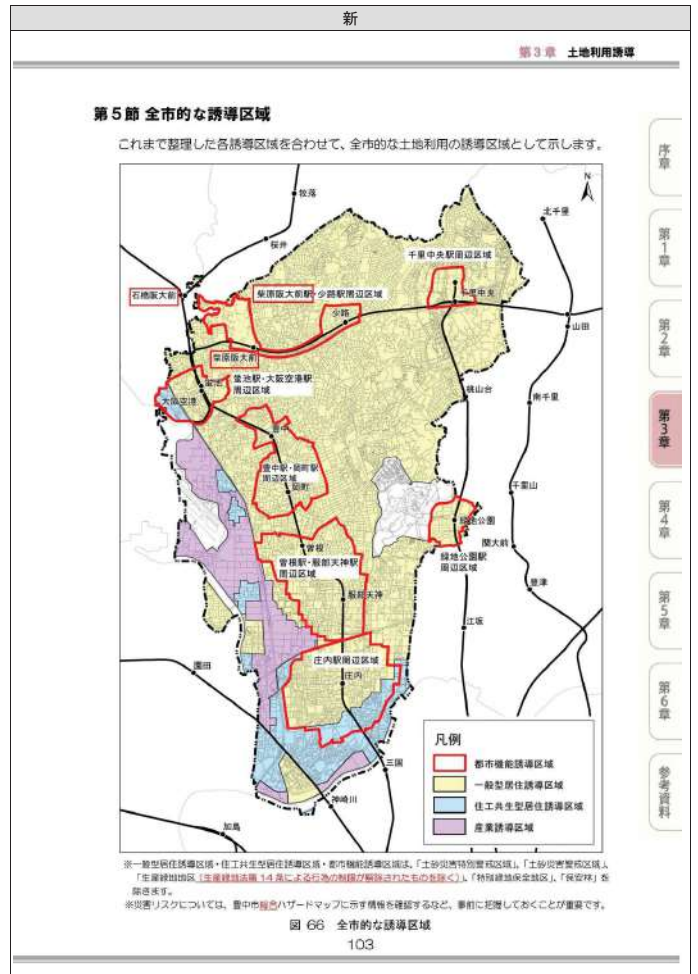 新
第3章 土地利用誘導
第5節 全市的な誘導区域
これまで整理した各誘導区域を合わせて、全市的な土地利用の誘導区域として示します。
N
牧落
北千里
桜井
千里中央駅周辺区域
石橋阪大前
柴原阪大前駅・少路駅周辺区域
千里中央
少路
山田
柴原阪大前
蛍池駅・大阪空港駅
周辺区域
蛍池
大阪空港
桃山台
南千里
豊中
豊中駅・岡町駅
周辺区域
岡町
千里山
緑地公園
関大前
曽根
緑地公園駅
周辺区域
曽根駅・服部天神駅
周辺区域
豊津
服部天神
江坂
庄内駅周辺区域
園田
庄内
三国
神崎川
加島
凡例
都市機能誘導区域
一般型居住誘導区域
住工共生型居住誘導区域
産業誘導区域
※一般型居住誘導区域・住工共生型居住誘導区域・都市機能誘導区域は、「土砂災害特別警戒区域」、「土砂災害警戒区域」、
「生産緑地地区（生産緑地法第14条による行為の制限が解除されたものを除く）」、「特別緑地保全地区」、「保安林」を
除きます。
※災害リスクについては、豊中市総合ハザードマップに示す情報を確認するなど、事前に把握しておくことが重要です。
図 66 全市的な誘導区域
103
序章
第1章
第2章
第3章
第4章
第5章
第6章
参考資料